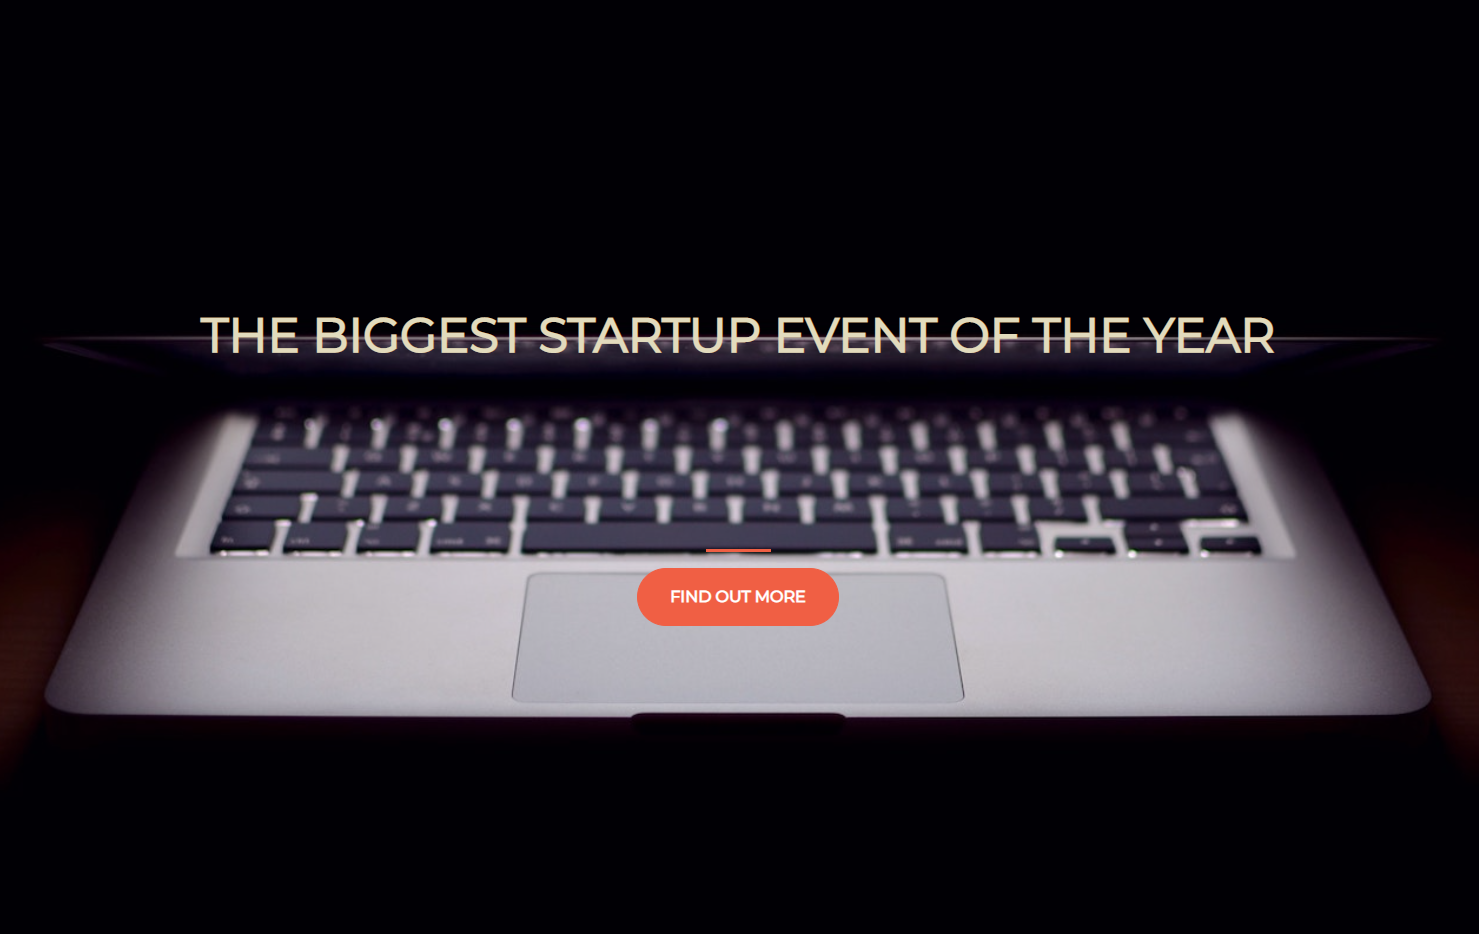 THE BIGGEST STARTUP EVENT OF THE YEAR
FIND OUT MORE